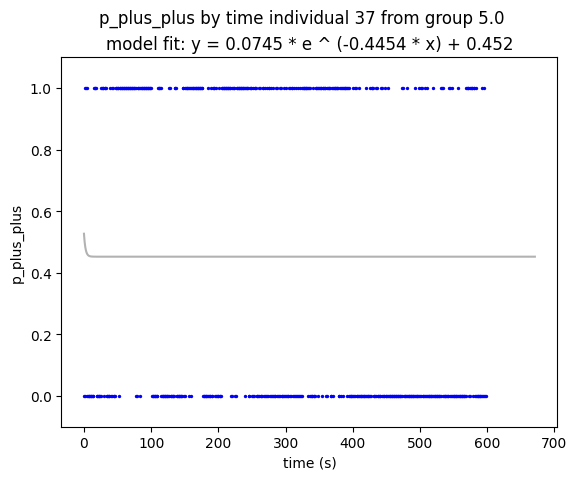 p_plus_plus by time individual 37 from group 5.0
model fit: y = 0.0745 * e ^ (-0.4454 * x) + 0.452
1.0
0.8
0.6
0.4
0.2
0.0
p_plus_plus
0 100 200 300 400 500 600 700
time (s)